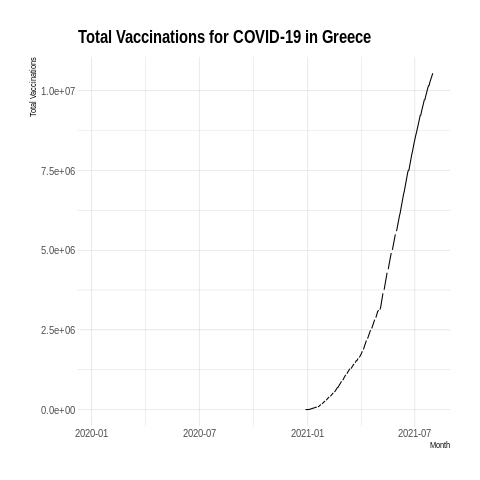 Total Vaccinations for COVID-19 in Greece
Total Vaccinations
1.0e+07
7.5e+06
5.0e+06
2.5e+06
0.0e+00
2020-01 2020-07 2021-01 2021-07
Month